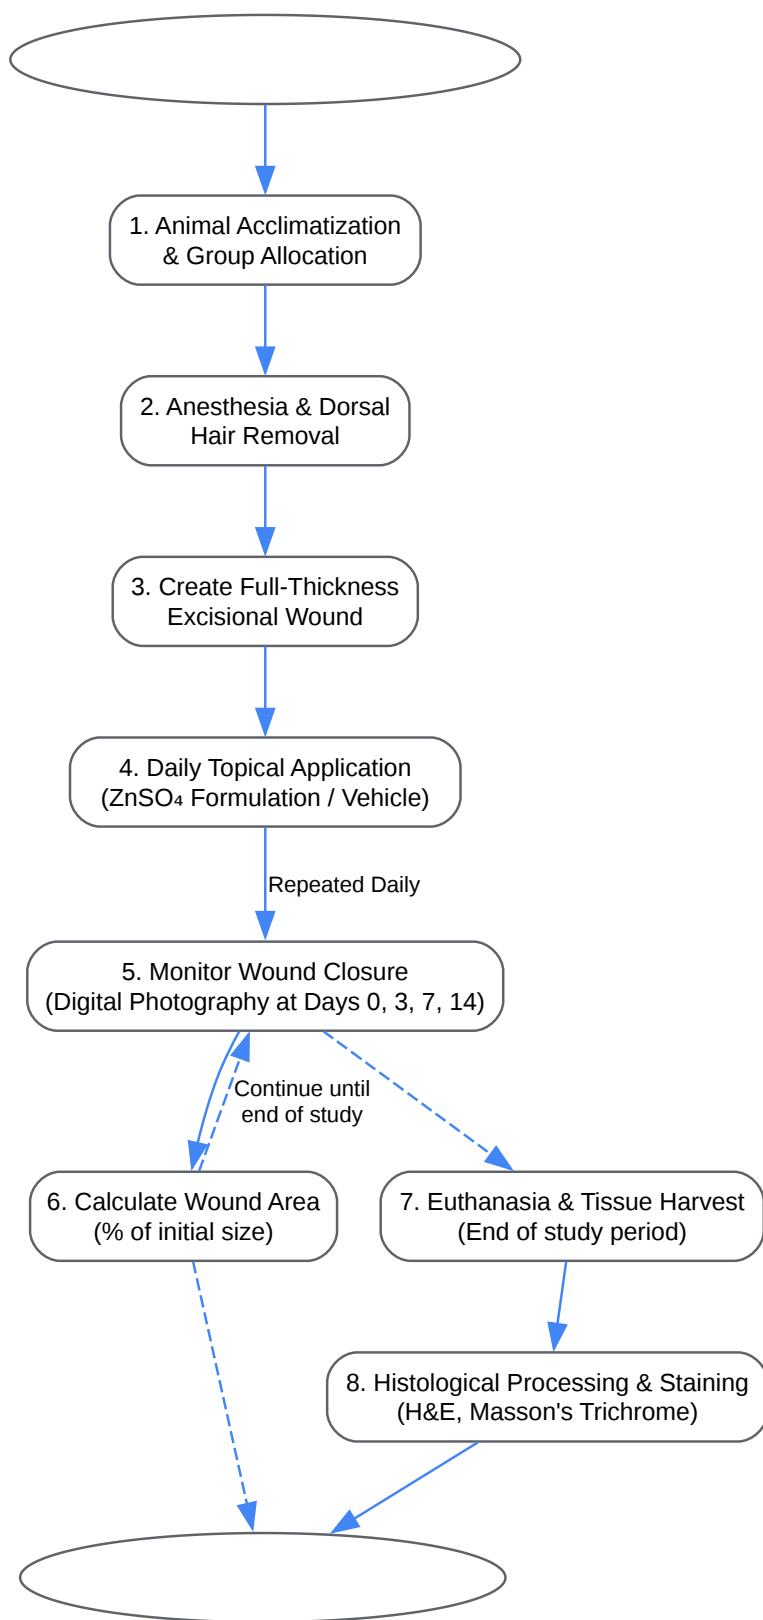 1. Animal Acclimatization
& Group Allocation
2. Anesthesia & Dorsal
Hair Removal
3. Create Full-Thickness
Excisional Wound
4. Daily Topical Application
(ZnSO₄ Formulation / Vehicle)
Repeated Daily
5. Monitor Wound Closure
(Digital Photography at Days 0, 3, 7, 14)
Continue until
end of study
6. Calculate Wound Area
(% of initial size)
7. Euthanasia & Tissue Harvest
(End of study period)
8. Histological Processing & Staining
(H&E, Masson's Trichrome)